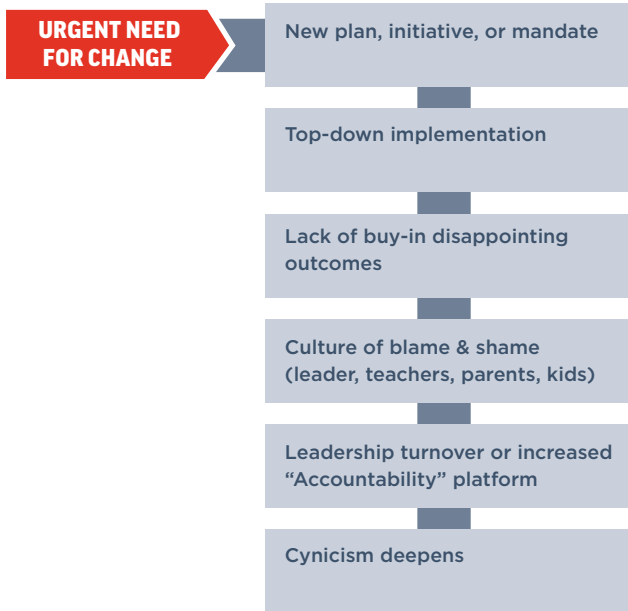 URGENT NEED
FOR CHANGE
New plan, initiative, or mandate
Top-down implementation
Lack of buy-in disappointing
outcomes
Culture of blame & shame
(leader, teachers, parents, kids)
Leadership turnover or increased
“Accountability” platform
Cynicism deepens